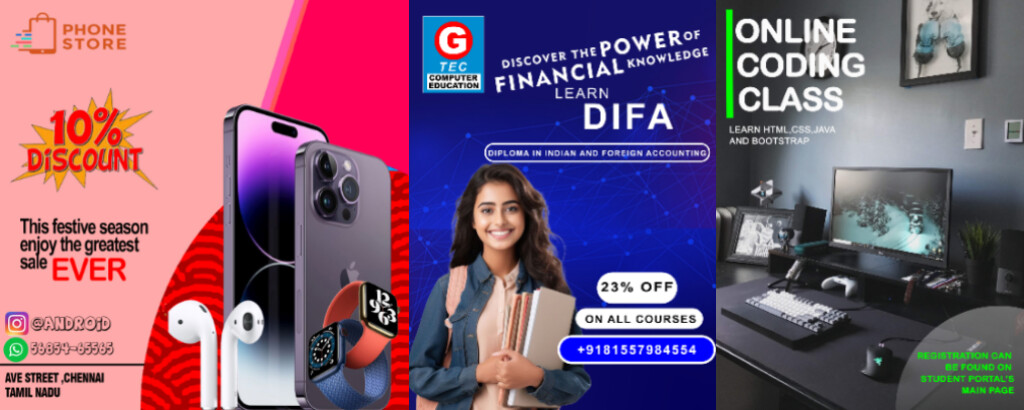 PHONE
STORE
10%
DISCOUNT
This festive season
enjoy the greatest
sale EVER
@ANDROID
56854-65565
AVE STREET ,CHENNAI
TAMIL NADU
G
TEC
COMPUTER
EDUCATION
DISCOVER THE POWER OF
FINANCIAL KNOWLEDGE
LEARN
DIFA
DIPLOMA IN INDIAN AND FOREIGN ACCOUNTING
23% OFF
ON ALL COURSES
+9181557984554
ONLINE
CODING
CLASS
LEARN HTML,CSS,JAVA
AND BOOTSTRAP
REGISTRATION CAN
BE FOUND ON
STUDENT PORTAL'S
MAIN PAGE